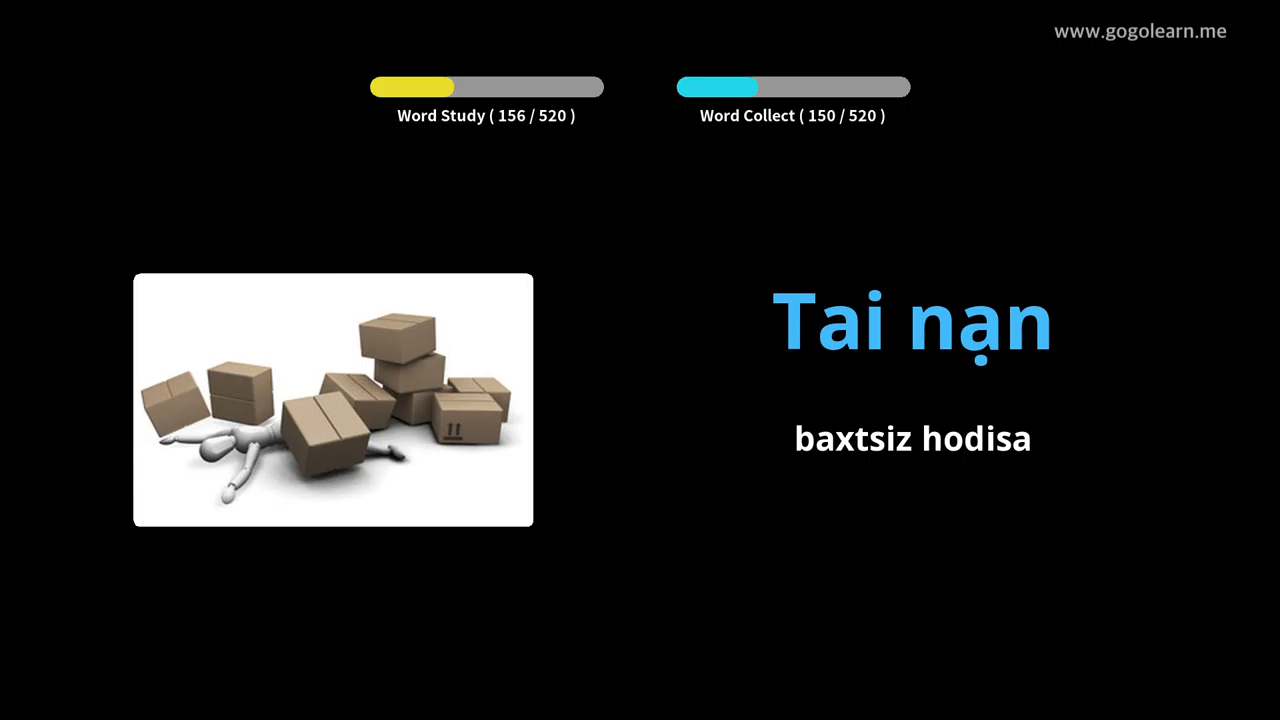 www.gogolearn.me
Word Study ( 156 / 520 )
Word Collect ( 150 / 520 )
Tai nạn
baxtsiz hodisa